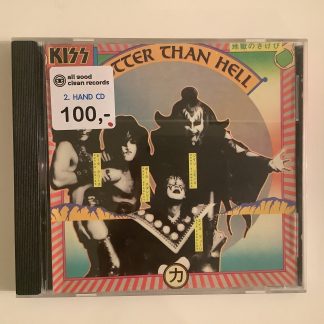 KISS
TTER THAN HELL
地獄のさけび
all good
clean records
2. HAND CD
100,-
力